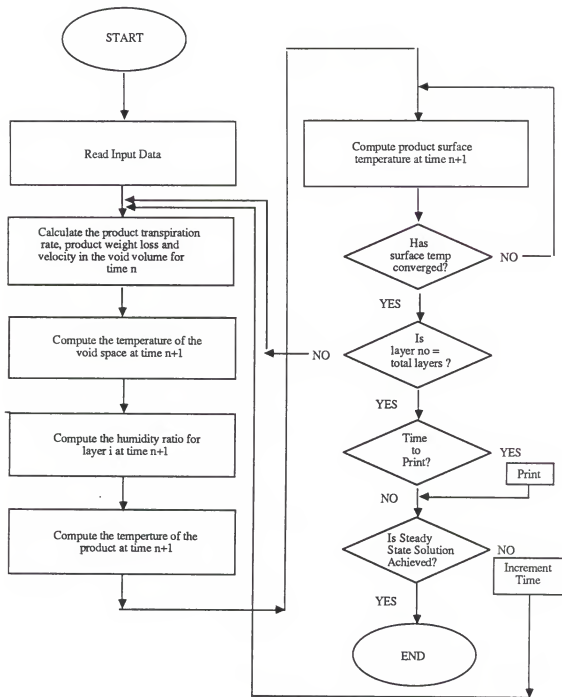 START
Read Input Data
Calculate the product transpiration
rate, product weight loss and
velocity in the void volume for
time n
Compute the temperature of the
void space at time n+1
Compute the humidity ratio for
layer i at time n+1
Compute the temperture of the
product at time n+1
Compute product surface
temperature at time n+1
Has
surface temp
converged?
NO
YES
Is
layer no =
total layers ?
NO
YES
Time
to
Print?
YES
Print
NO
Is Steady
State Solution
Achieved?
NO
Increment
Time
YES
END